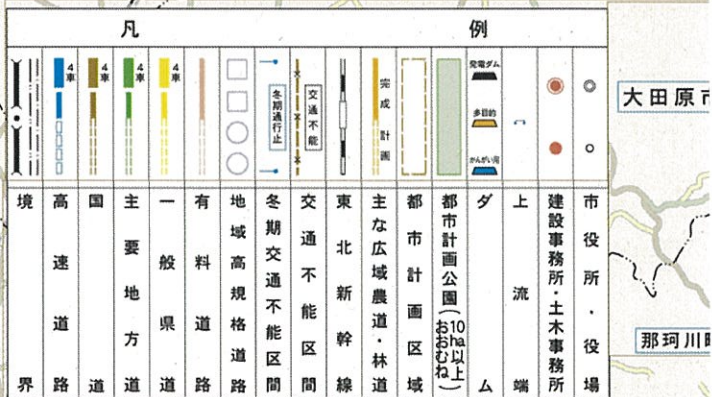 凡例
市役所・役場
建設事務所・土木事務所
上流端
発電ダム
多目的
かんがい用
ダム
都市計画公園(おおむね10ha以上)
都市計画区域
完成
計画
主な広域農道・林道
東北新幹線
交通不能
交通不能区間
冬期通行止
冬期交通不能区間
地域高規格道路
有料道路
4車
一般県道
4車
主要地方道
4車
国道
4車
高速道路
境界
大田原市
那珂川町